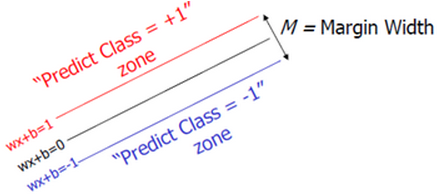 M = Margin Width
“Predict Class = +1”
zone
wx+b=1
wx+b=0
wx+b=-1
“Predict Class = -1”
zone